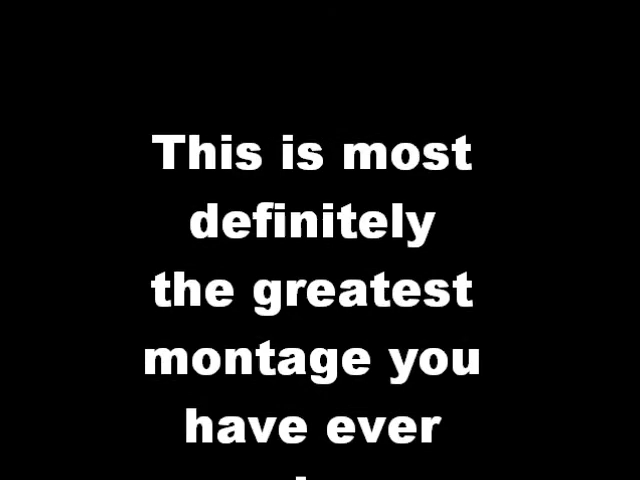 This is most
definitely
the greatest
montage you
have ever